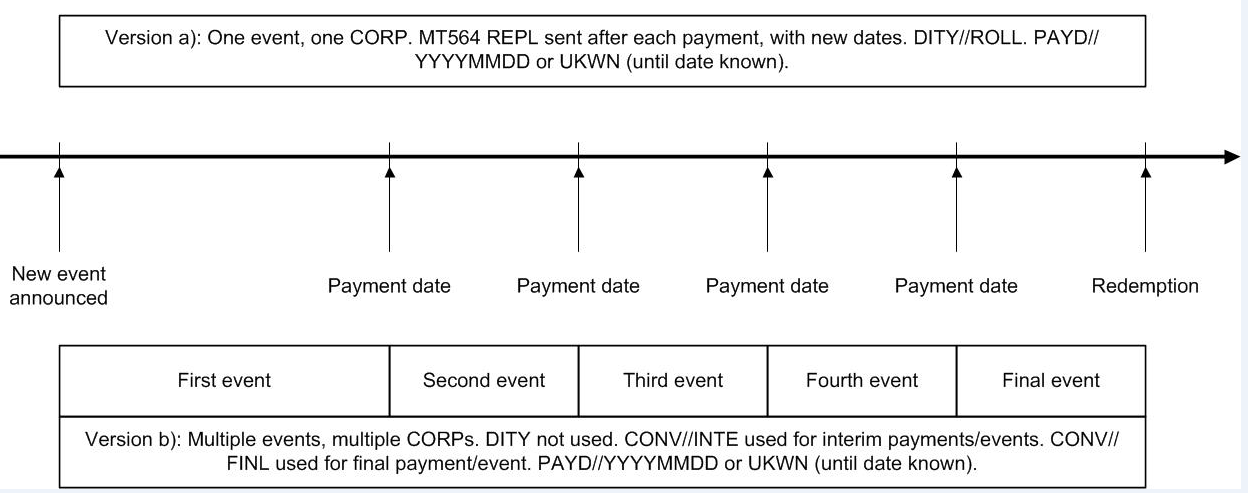 Version a): One event, one CORP. MT564 REPL sent after each payment, with new dates. DITY//ROLL. PAYD//
YYYYMMDD or UKWN (until date known).
New event
announced
Payment date
Payment date
Payment date
Payment date
Redemption
First event
Second event
Third event
Fourth event
Final event
Version b): Multiple events, multiple CORPs. DITY not used. CONV//INTE used for interim payments/events. CONV//
FINL used for final payment/event. PAYD//YYYYMMDD or UKWN (until date known).